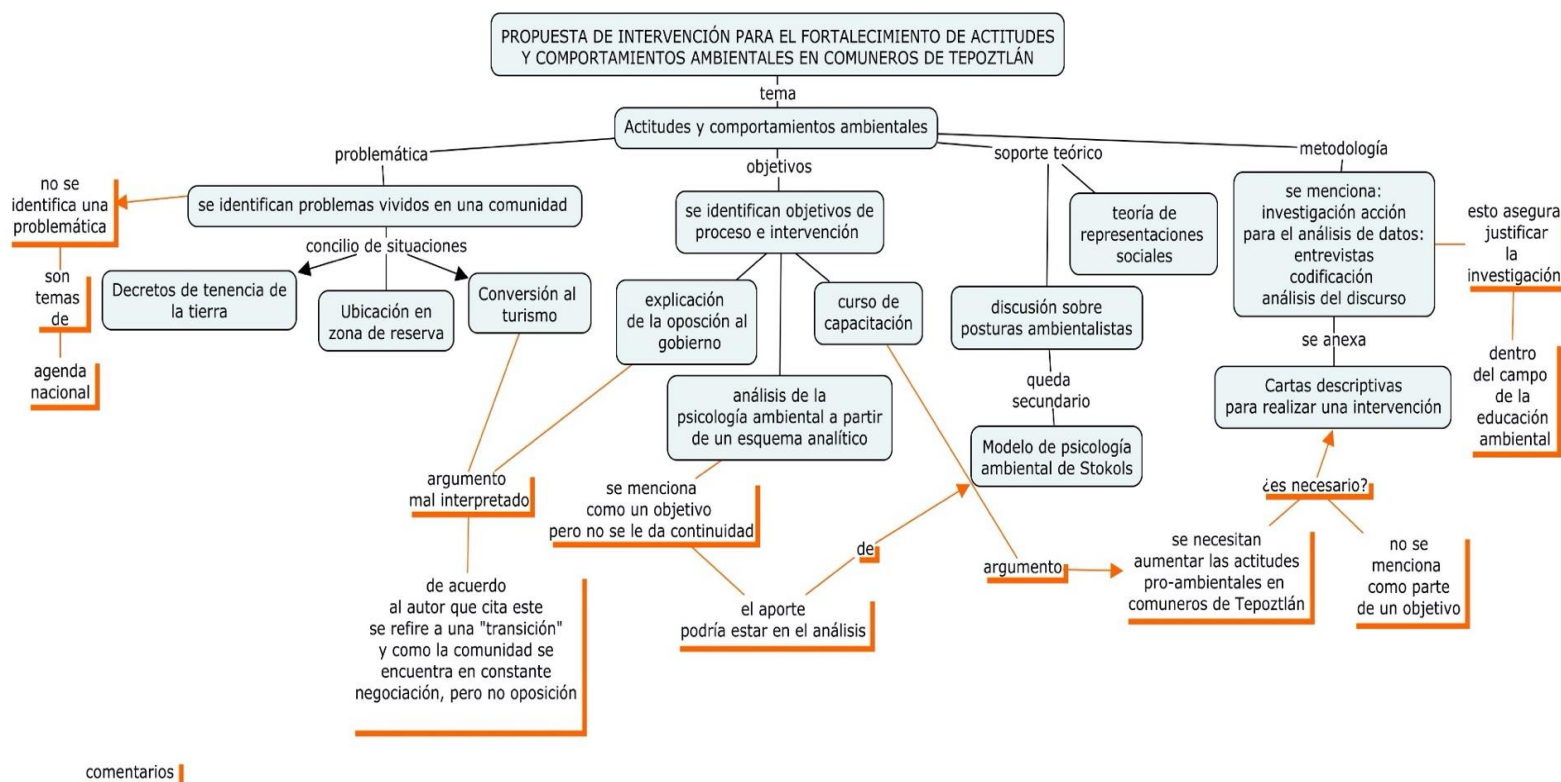 PROPUESTA DE INTERVENCIÓN PARA EL FORTALECIMIENTO DE ACTITUDES
Y COMPORTAMIENTOS AMBIENTALES EN COMUNEROS DE TEPOZTLÁN
tema
Actitudes y comportamientos ambientales
problemática
objetivos
soporte teórico
metodología
no se
identifica una
problemática
son
temas
de
agenda
nacional
se identifican problemas vividos en una comunidad
concilio de situaciones
Decretos de tenencia de
la tierra
Ubicación en
zona de reserva
Conversión al
turismo
se identifican objetivos de
proceso e intervención
explicación
de la oposción al
gobierno
análisis de la
psicología ambiental a partir
de un esquema analítico
curso de
capacitación
argumento
mal interpretado
de acuerdo
al autor que cita este
se refire a una "transición"
y como la comunidad se
encuentra en constante
negociación, pero no oposición
se menciona
como un objetivo
pero no se le da continuidad
el aporte
podría estar en el análisis
de
discusión sobre
posturas ambientalistas
queda
secundario
Modelo de psicología
ambiental de Stokols
teoría de
representaciones
sociales
argumento
se menciona:
investigación acción
para el análisis de datos:
entrevistas
codificación
análisis del discurso
se anexa
Cartas descriptivas
para realizar una intervención
¿es necesario?
se necesitan
aumentar las actitudes
pro-ambientales en
comuneros de Tepoztlán
no se
menciona
como parte
de un objetivo
esto asegura
justificar
la
investigación
dentro
del campo
de la
educación
ambiental
comentarios